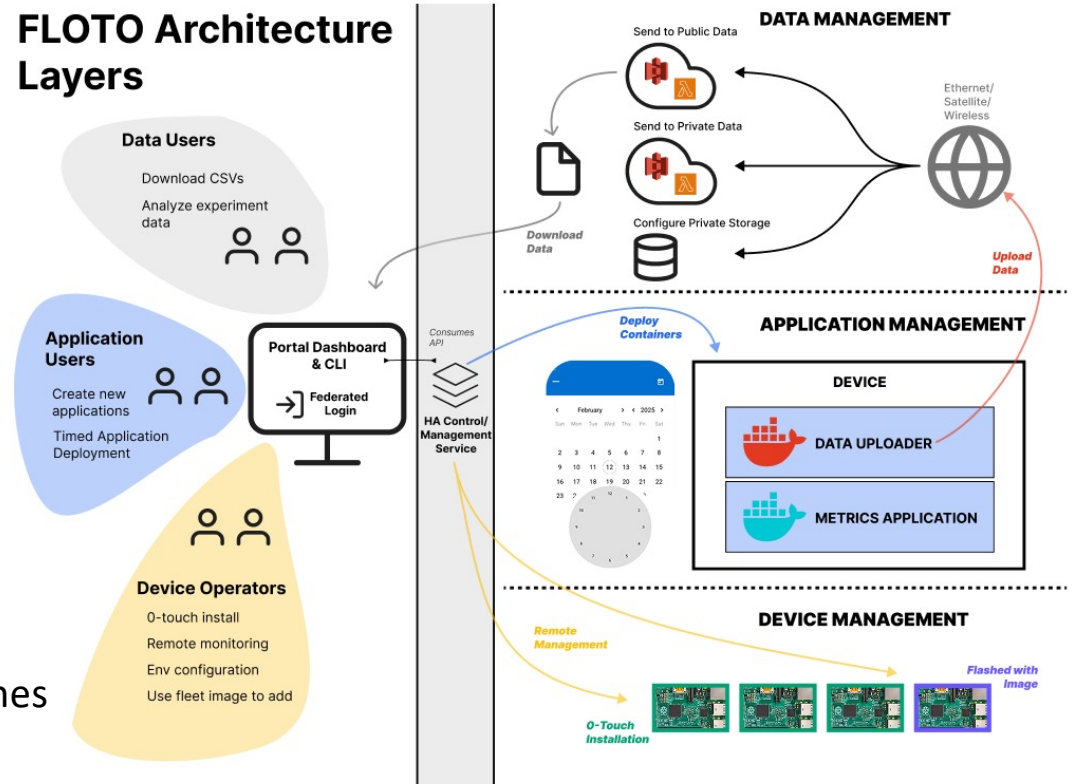 FLOTO Architecture
Layers
Data Users
Download CSVs
Analyze experiment
data
Application
Users
Create new
applications
Timed Application
Deployment
Device Operators
0-touch install
Remote monitoring
Env configuration
Use fleet image to add
nes
Portal Dashboard
& CLI
Federated
Login
Consumes
API
HA Control/
Management
Service
DATA MANAGEMENT
Send to Public Data
Send to Private Data
Configure Private Storage
Ethernet/
Satellite/
Wireless
Download
Data
Upload
Data
APPLICATION MANAGEMENT
Deploy
Containers
February 2025
Sun Mon Tue Wed Thu Fri Sat
1
2 3 4 5 6 7 8
9 10 11 12 13 14 15
16 17 18 19 20 21 22
23
DEVICE
DATA UPLOADER
METRICS APPLICATION
DEVICE MANAGEMENT
Remote
Management
Flashed with
Image
0-Touch
Installation